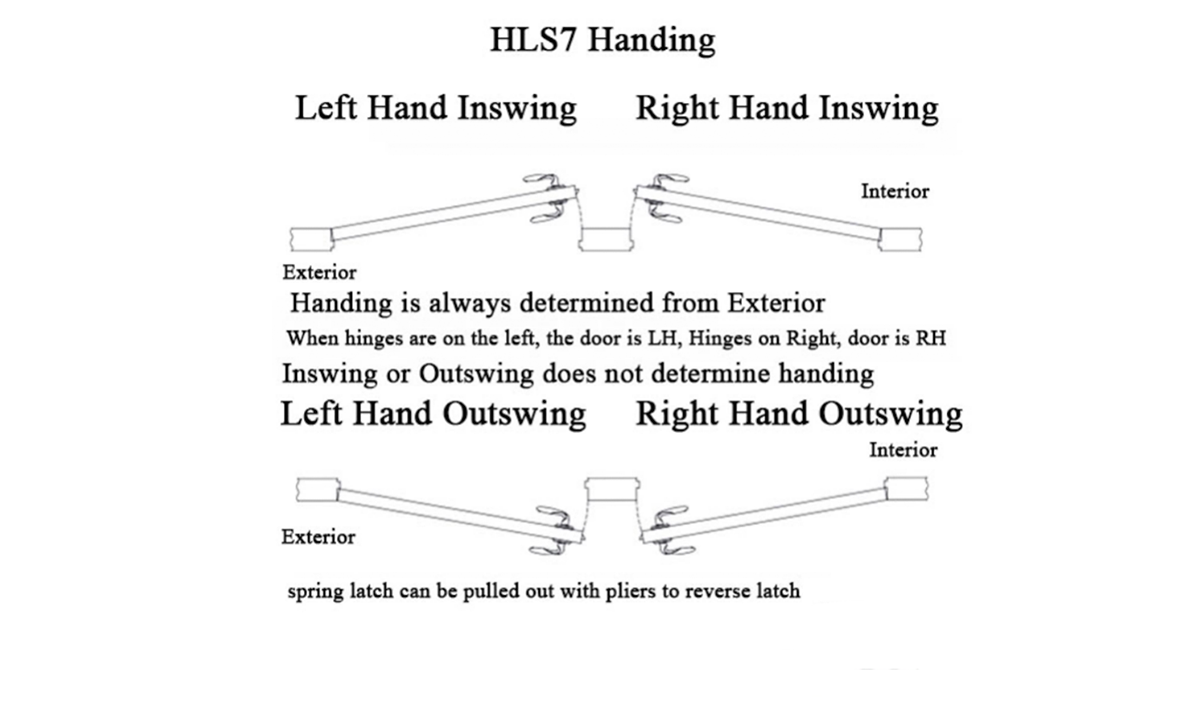 HLS7 Handing
Left Hand Inswing Right Hand Inswing
Interior
Exterior
Handing is always determined from Exterior
When hinges are on the left, the door is LH, Hinges on Right, door is RH
Inswing or Outswing does not determine handing
Left Hand Outswing Right Hand Outswing
Interior
Exterior
spring latch can be pulled out with pliers to reverse latch